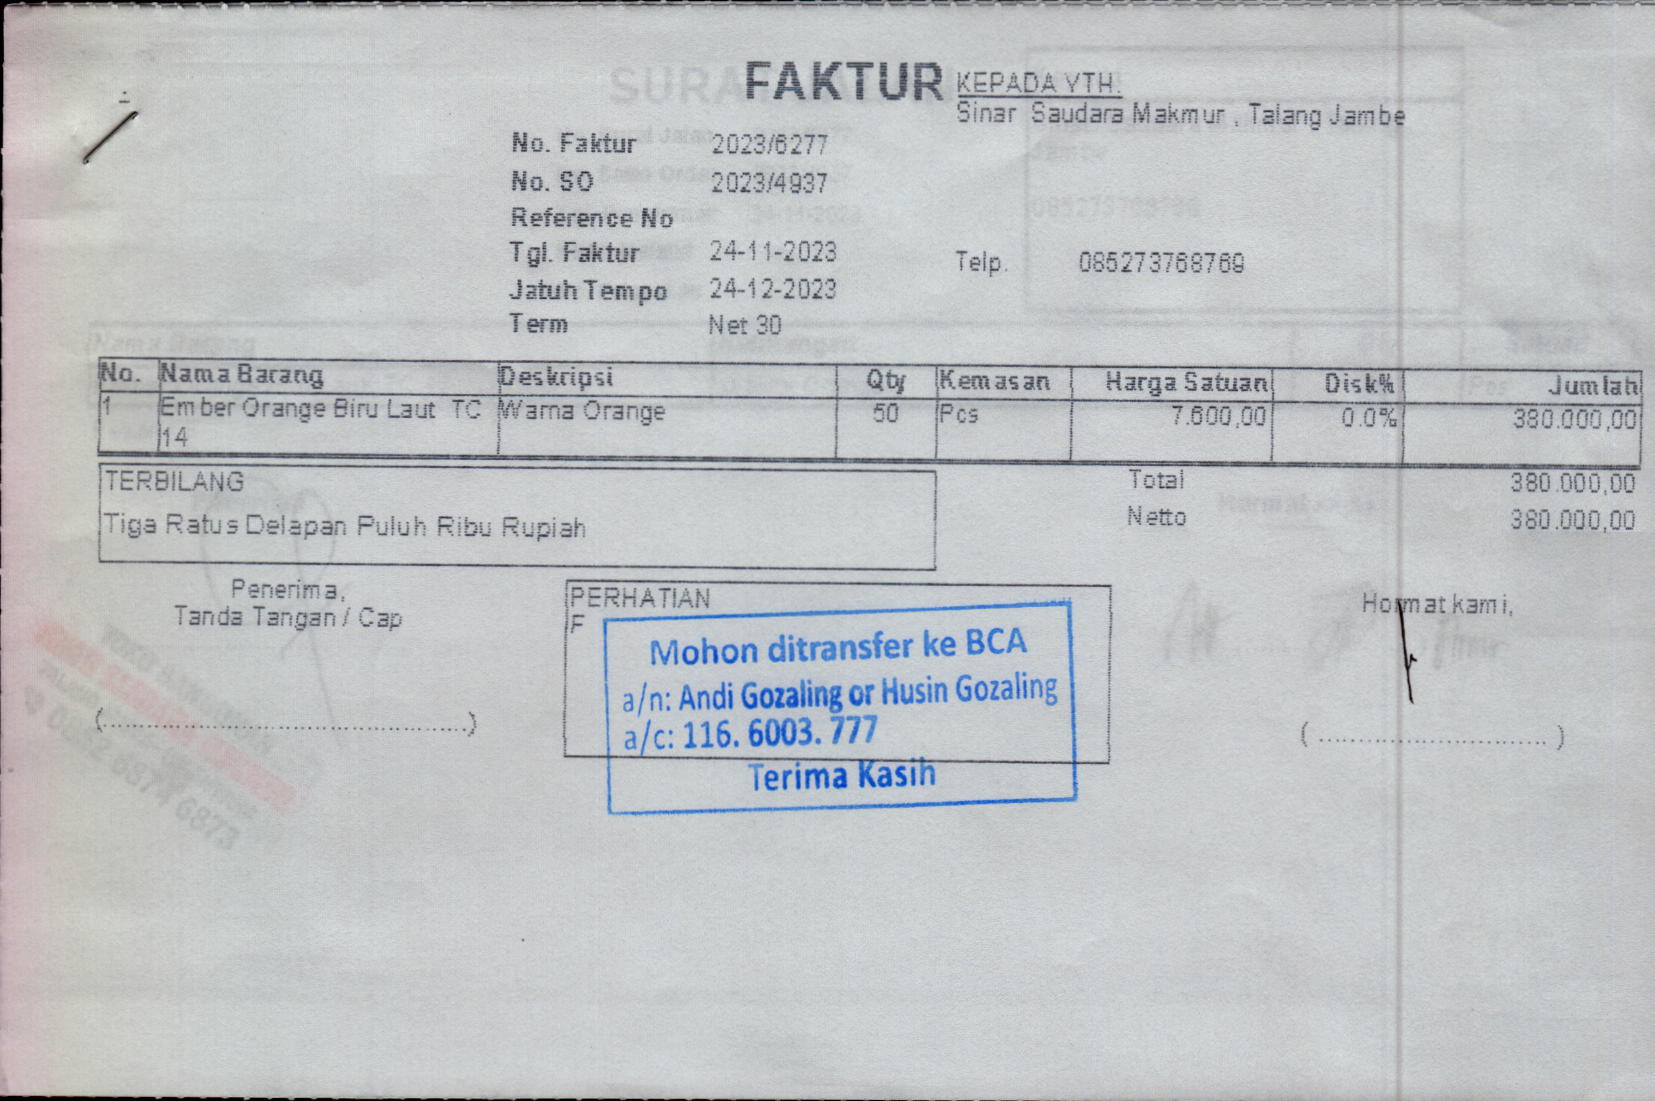 FAKTUR
KEPADA YTH:
Sinar Saudara Makmur , Talang Jambe
No. Faktur 2023/6277
No. SO 2023/4937
Reference No
Tgl. Faktur 24-11-2023
Telp. 085273768769
Jatuh Tempo 24-12-2023
Term Net 30
No. Nama Barang Deskripsi Qty Kemasan Harga Satuan Disk% Jumlah
1 Ember Orange Biru Laut TC Warna Orange 50 Pcs 7.600,00 0.0% 380.000,00
14
TERBILANG
Tiga Ratus Delapan Puluh Ribu Rupiah
Total 380.000,00
Netto 380.000,00
Penerima,
Tanda Tangan / Cap
PERHATIAN
F
Hormat kami,
Mohon ditransfer ke BCA
a/n: Andi Gozaling or Husin Gozaling
a/c: 116. 6003. 777
Terima Kasih
(..............................................)
( ............................ )